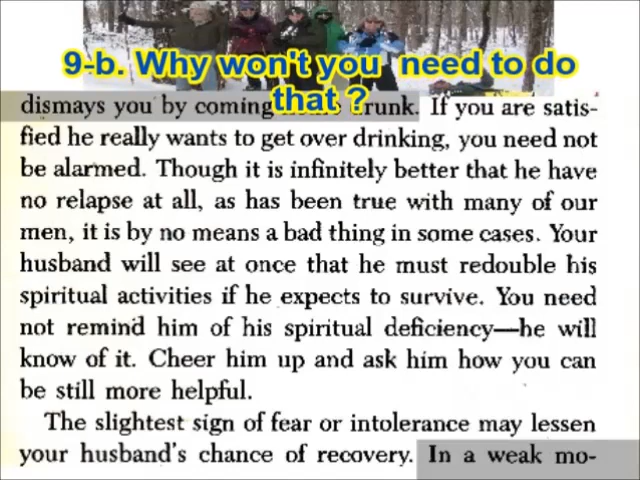 9-b. Why won't you need to do
that ?
dismays you by coming runk. If you are satis-
fied he really wants to get over drinking, you need not
be alarmed. Though it is infinitely better that he have
no relapse at all, as has been true with many of our
men, it is by no means a bad thing in some cases. Your
husband will see at once that he must redouble his
spiritual activities if he expects to survive. You need
not remind him of his spiritual deficiency—he will
know of it. Cheer him up and ask him how you can
be still more helpful.
The slightest sign of fear or intolerance may lessen
your husband's chance of recovery. In a weak mo-